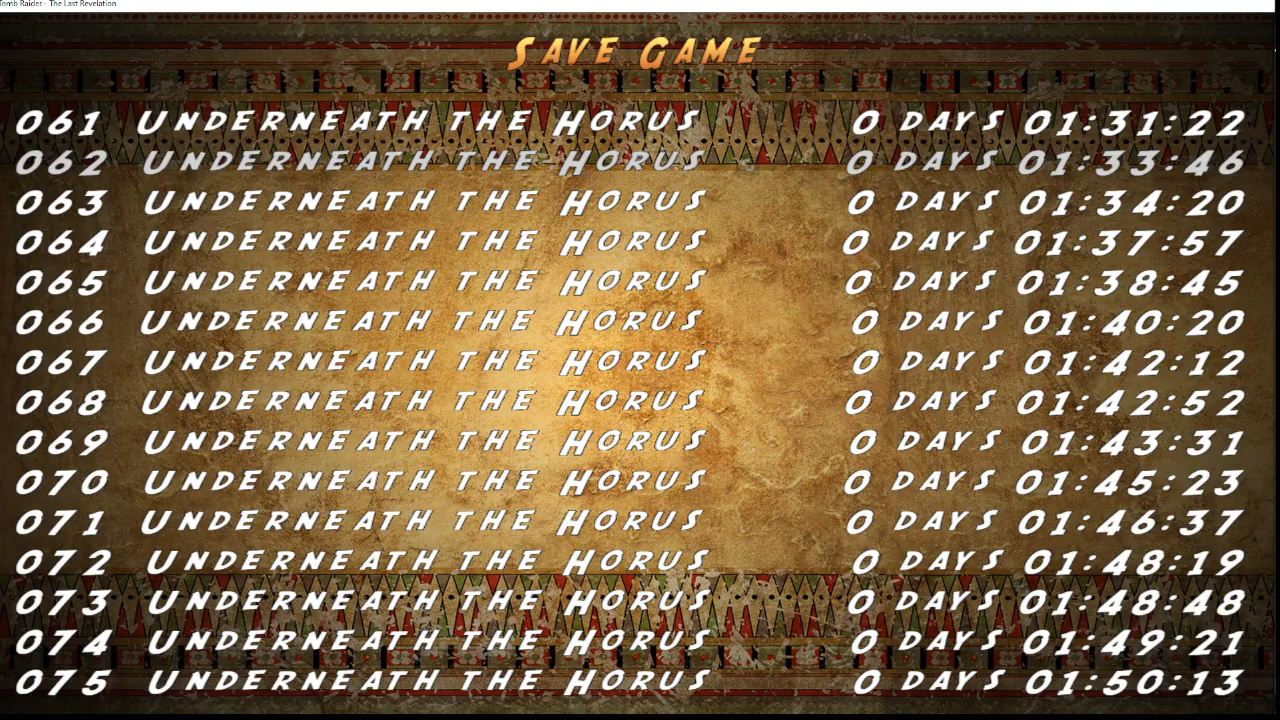 Tomb Raider - The Last Revelation
Save Game
061 Underneath the Horus 0 days 01:31:22
062 Underneath the Horus 0 days 01:33:46
063 Underneath the Horus 0 days 01:34:20
064 Underneath the Horus 0 days 01:37:57
065 Underneath the Horus 0 days 01:38:45
066 Underneath the Horus 0 days 01:40:20
067 Underneath the Horus 0 days 01:42:12
068 Underneath the Horus 0 days 01:42:52
069 Underneath the Horus 0 days 01:43:31
070 Underneath the Horus 0 days 01:45:23
071 Underneath the Horus 0 days 01:46:37
072 Underneath the Horus 0 days 01:48:19
073 Underneath the Horus 0 days 01:48:48
074 Underneath the Horus 0 days 01:49:21
075 Underneath the Horus 0 days 01:50:13